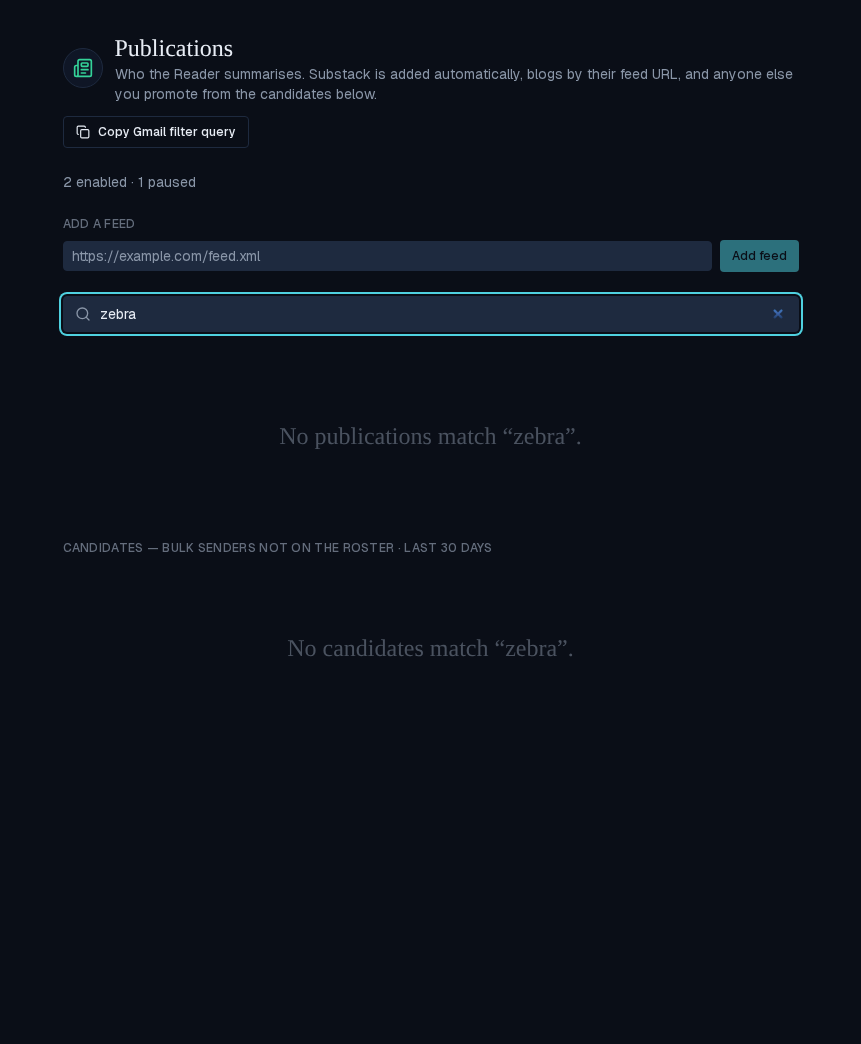 Publications
Who the Reader summarises. Substack is added automatically, blogs by their feed URL, and anyone else
you promote from the candidates below.
Copy Gmail filter query
2 enabled · 1 paused
ADD A FEED
https://example.com/feed.xml
Add feed
zebra
No publications match “zebra”.
CANDIDATES — BULK SENDERS NOT ON THE ROSTER · LAST 30 DAYS
No candidates match “zebra”.